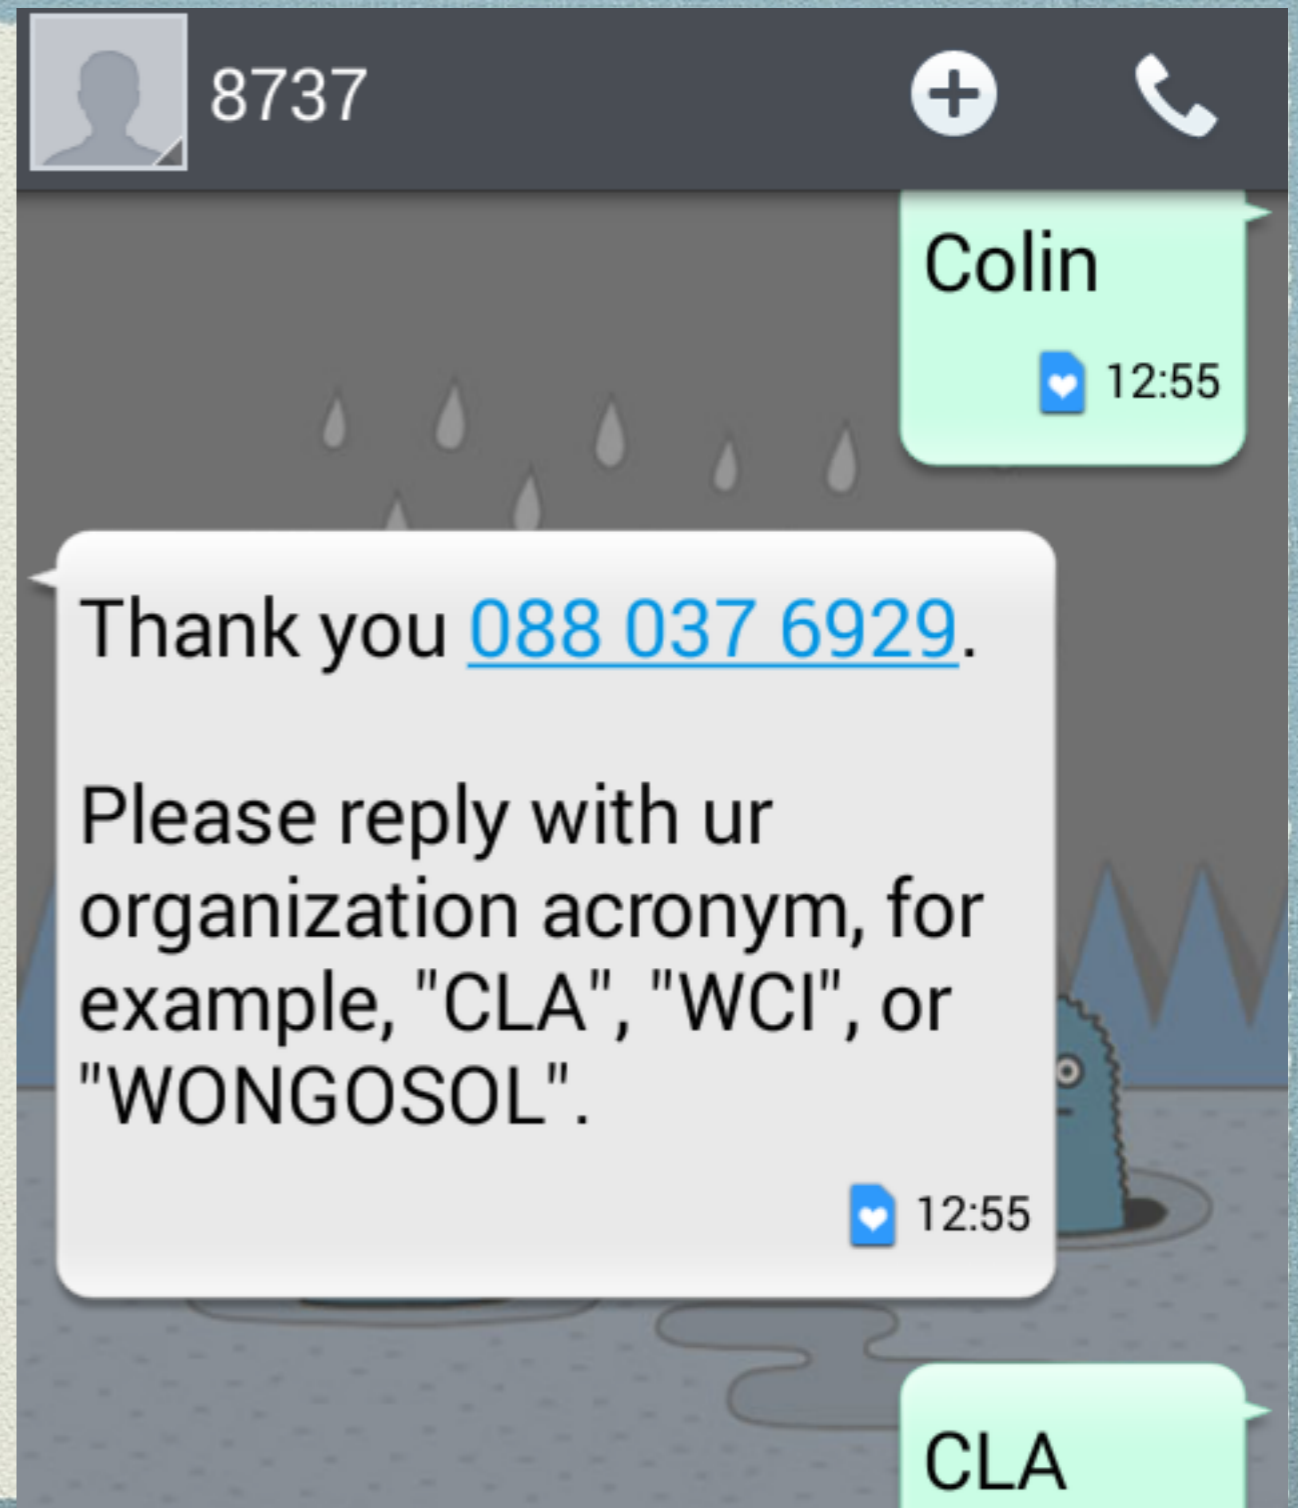 8737
Colin
12:55
Thank you 088 037 6929.
Please reply with ur
organization acronym, for
example, "CLA", "WCI", or
"WONGOSOL".
12:55
CLA